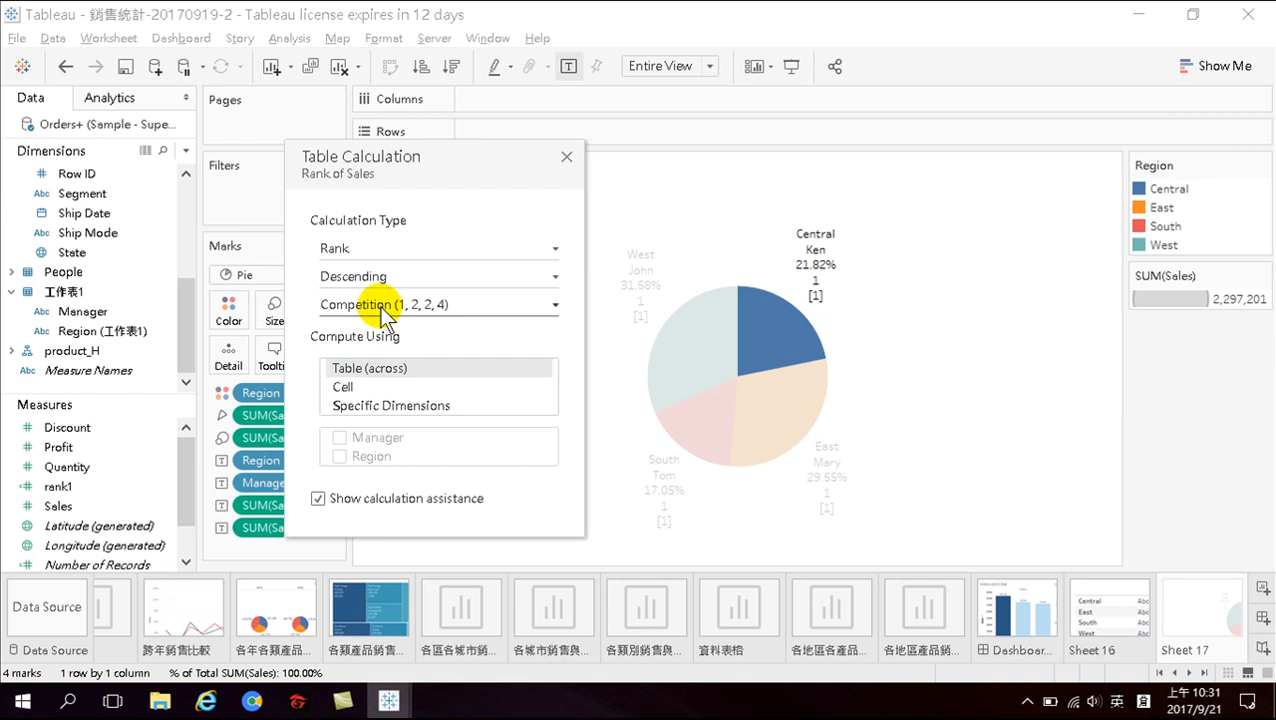 Tableau - 銷售統計-20170919-2 - Tableau license expires in 12 days
File Data Worksheet Dashboard Story Analysis Map Format Server Window Help
Entire View
Show Me
Data Analytics
Pages
Columns
Orders+ (Sample - Supe...
Rows
Dimensions
Filters
Row ID
Segment
Ship Date
Ship Mode
State
People
工作表1
Manager
Region (工作表1)
product_H
Measure Names
Measures
Discount
Profit
Quantity
rank1
Sales
Latitude (generated)
Longitude (generated)
Number of Records
Marks
Pie
Color Size
Detail Toolti
Region
SUM(Sa
SUM(Sa
Region
Manage
SUM(Sa
SUM(Sa
Table Calculation
Rank of Sales
Calculation Type
Rank
Descending
Competition (1, 2, 2, 4)
Compute Using
Table (across)
Cell
Specific Dimensions
Manager
Region
Show calculation assistance
West
John
31.58%
1
[1]
Central
Ken
21.82%
1
[1]
South
Tom
17.05%
1
[1]
East
Mary
29.55%
1
[1]
Region
Central
East
South
West
SUM(Sales)
2,297,201
Data Source
Central Abc
East Abc
South Abc
West Abc
Data Source 跨年銷售比較 各年各類產品... 各類產品銷售... 各區各城市銷... 各城市銷售與... 各類別銷售與... 資料表格 各地區各產品... 各地區產品銷... Dashboar... Sheet 16 Sheet 17
4 marks 1 row by 1 column % of Total SUM(Sales): 100.00%
英
上午 10:31
2017/9/21